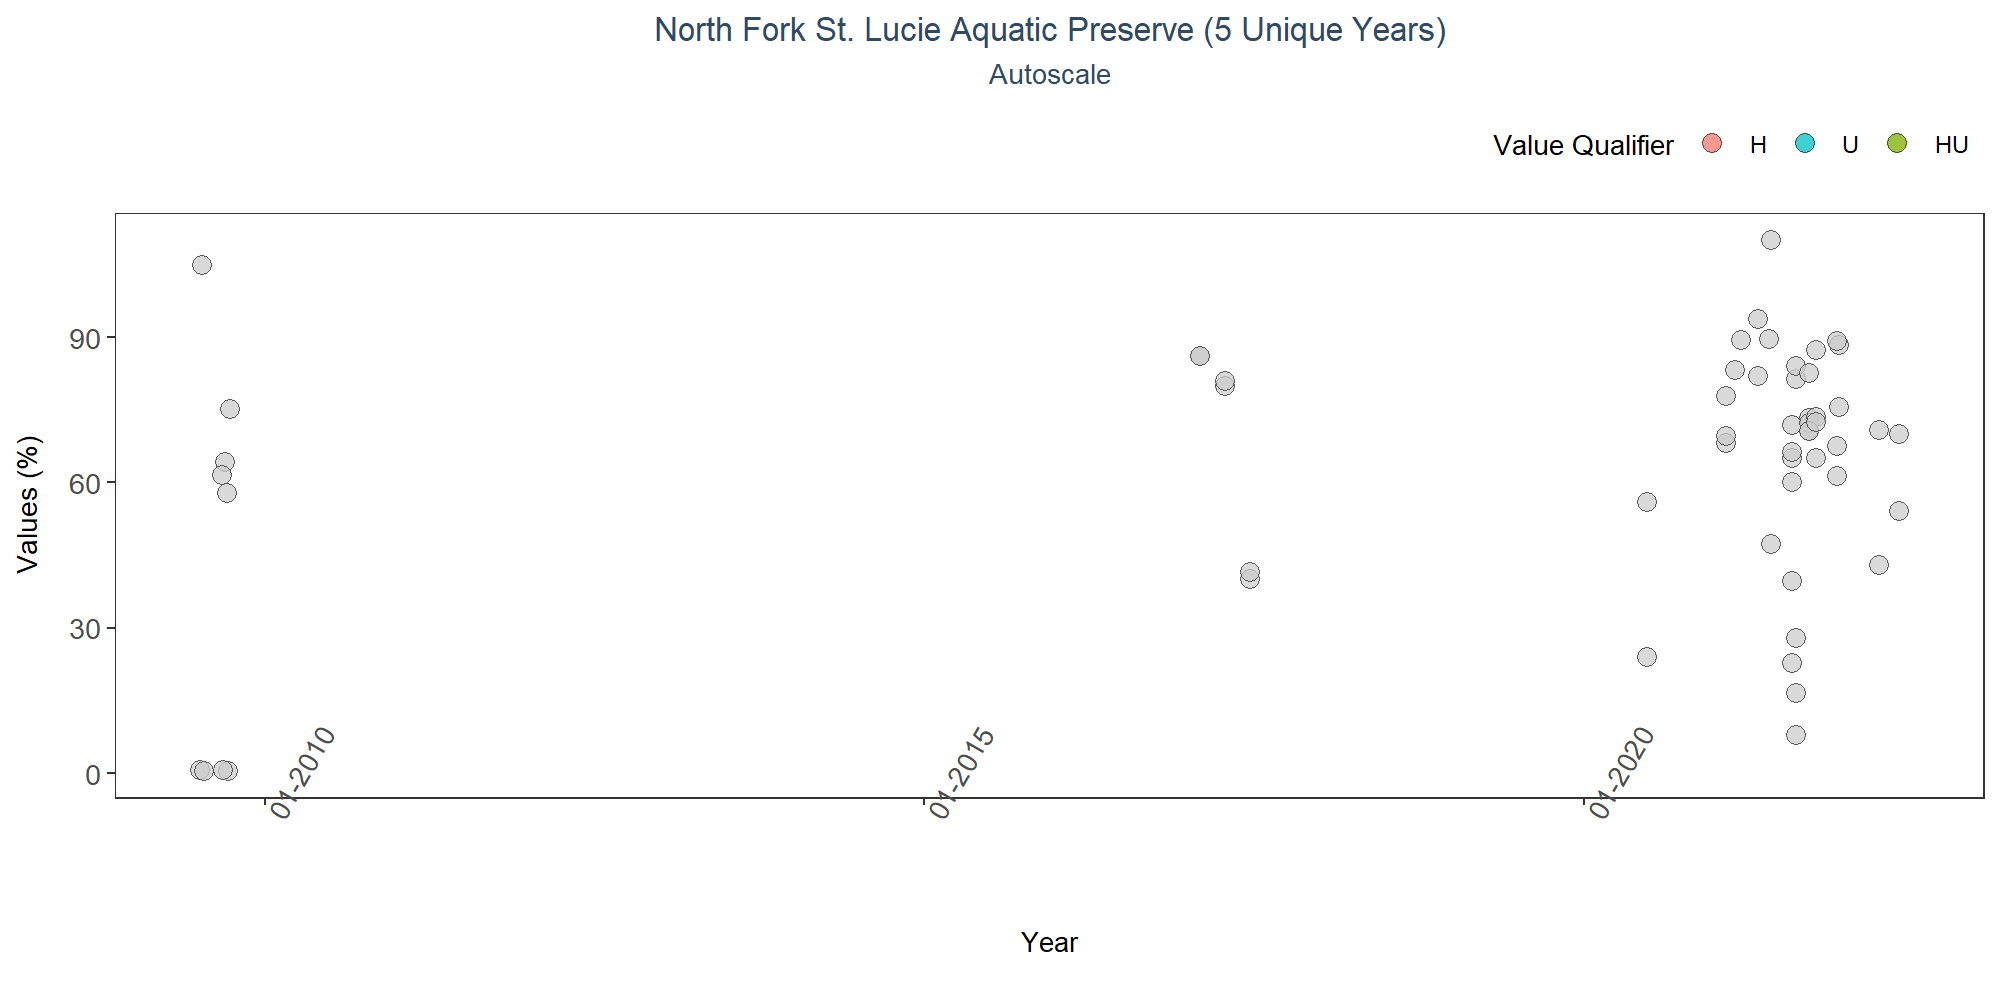 North Fork St. Lucie Aquatic Preserve (5 Unique Years)
Autoscale
Value Qualifier H U HU
90
60
30
0
Values (%)
01-2010 01-2015 01-2020
Year